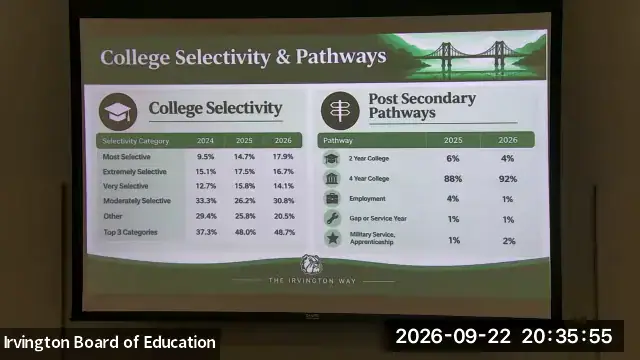 College Selectivity & Pathways
College Selectivity
Selectivity Category 2024 2025 2026
Most Selective 9.5% 14.7% 17.9%
Extremely Selective 15.1% 17.5% 16.7%
Very Selective 12.7% 15.8% 14.1%
Moderately Selective 33.3% 26.2% 30.8%
Other 29.4% 25.8% 20.5%
Top 3 Categories 37.3% 48.0% 48.7%
Post Secondary
Pathways
Pathway 2025 2026
2 Year College 6% 4%
4 Year College 88% 92%
Employment 4% 1%
Gap or Service Year 1% 1%
Military Service,
Apprenticeship 1% 2%
THE IRVINGTON WAY
Irvington Board of Education
2026-09-22 20:35:55